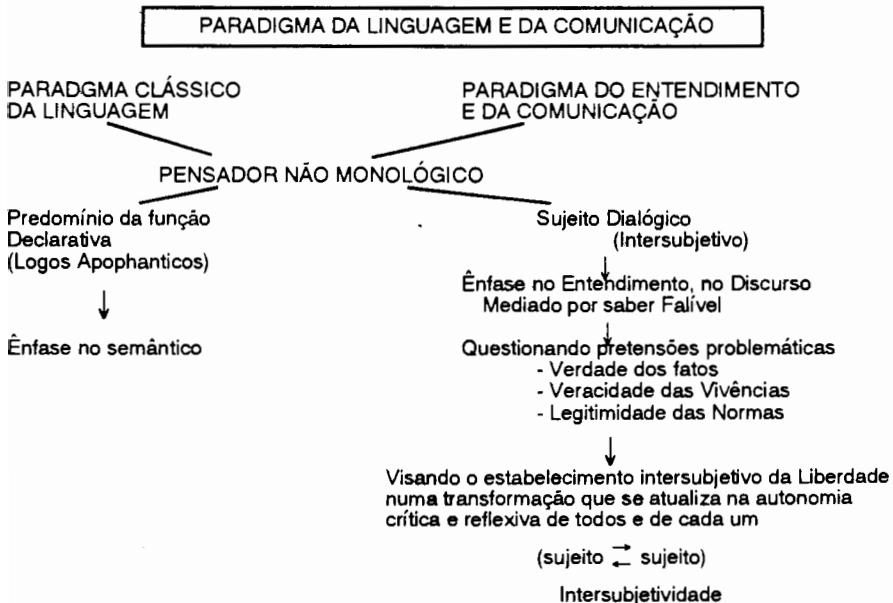 PARADIGMA DA LINGUAGEM E DA COMUNICAÇÃO
PARADGMA CLÁSSICO
DA LINGUAGEM
PARADIGMA DO ENTENDIMENTO
E DA COMUNICAÇÃO
PENSADOR NÃO MONOLÓGICO
Predomínio da função
Declarativa
(Logos Apophanticos)
Ênfase no semântico
Sujeito Dialógico
(Intersubjetivo)
Ênfase no Entendimento, no Discurso
Mediado por saber Falível
Questionando pretensões problemáticas
- Verdade dos fatos
- Veracidade das Vivências
- Legitimidade das Normas
Visando o estabelecimento intersubjetivo da Liberdade
numa transformação que se atualiza na autonomia
crítica e reflexiva de todos e de cada um
(sujeito ⇄ sujeito)
Intersubjetividade